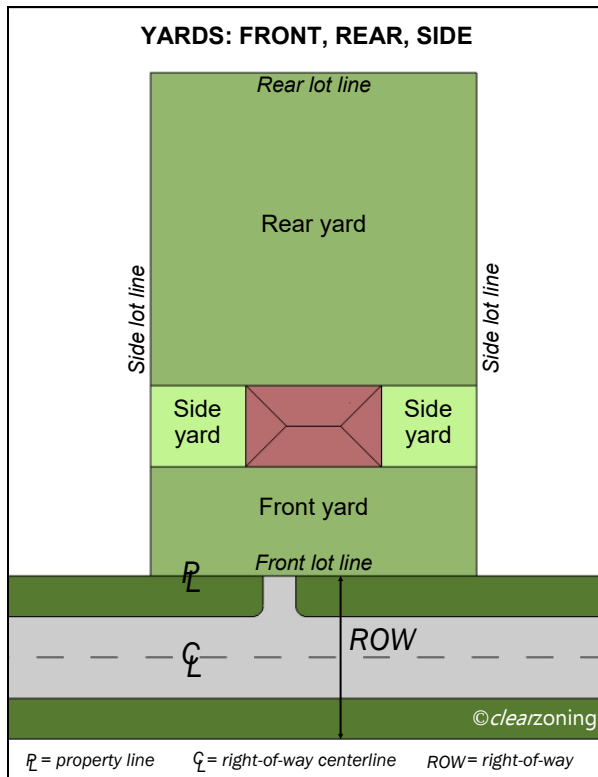 YARDS: FRONT, REAR, SIDE
Rear lot line
Rear yard
Side lot line
Side lot line
Side
yard
Side
yard
Front yard
Front lot line
PL
CL
ROW
©clearzoning
PL = property line CL = right-of-way centerline ROW = right-of-way